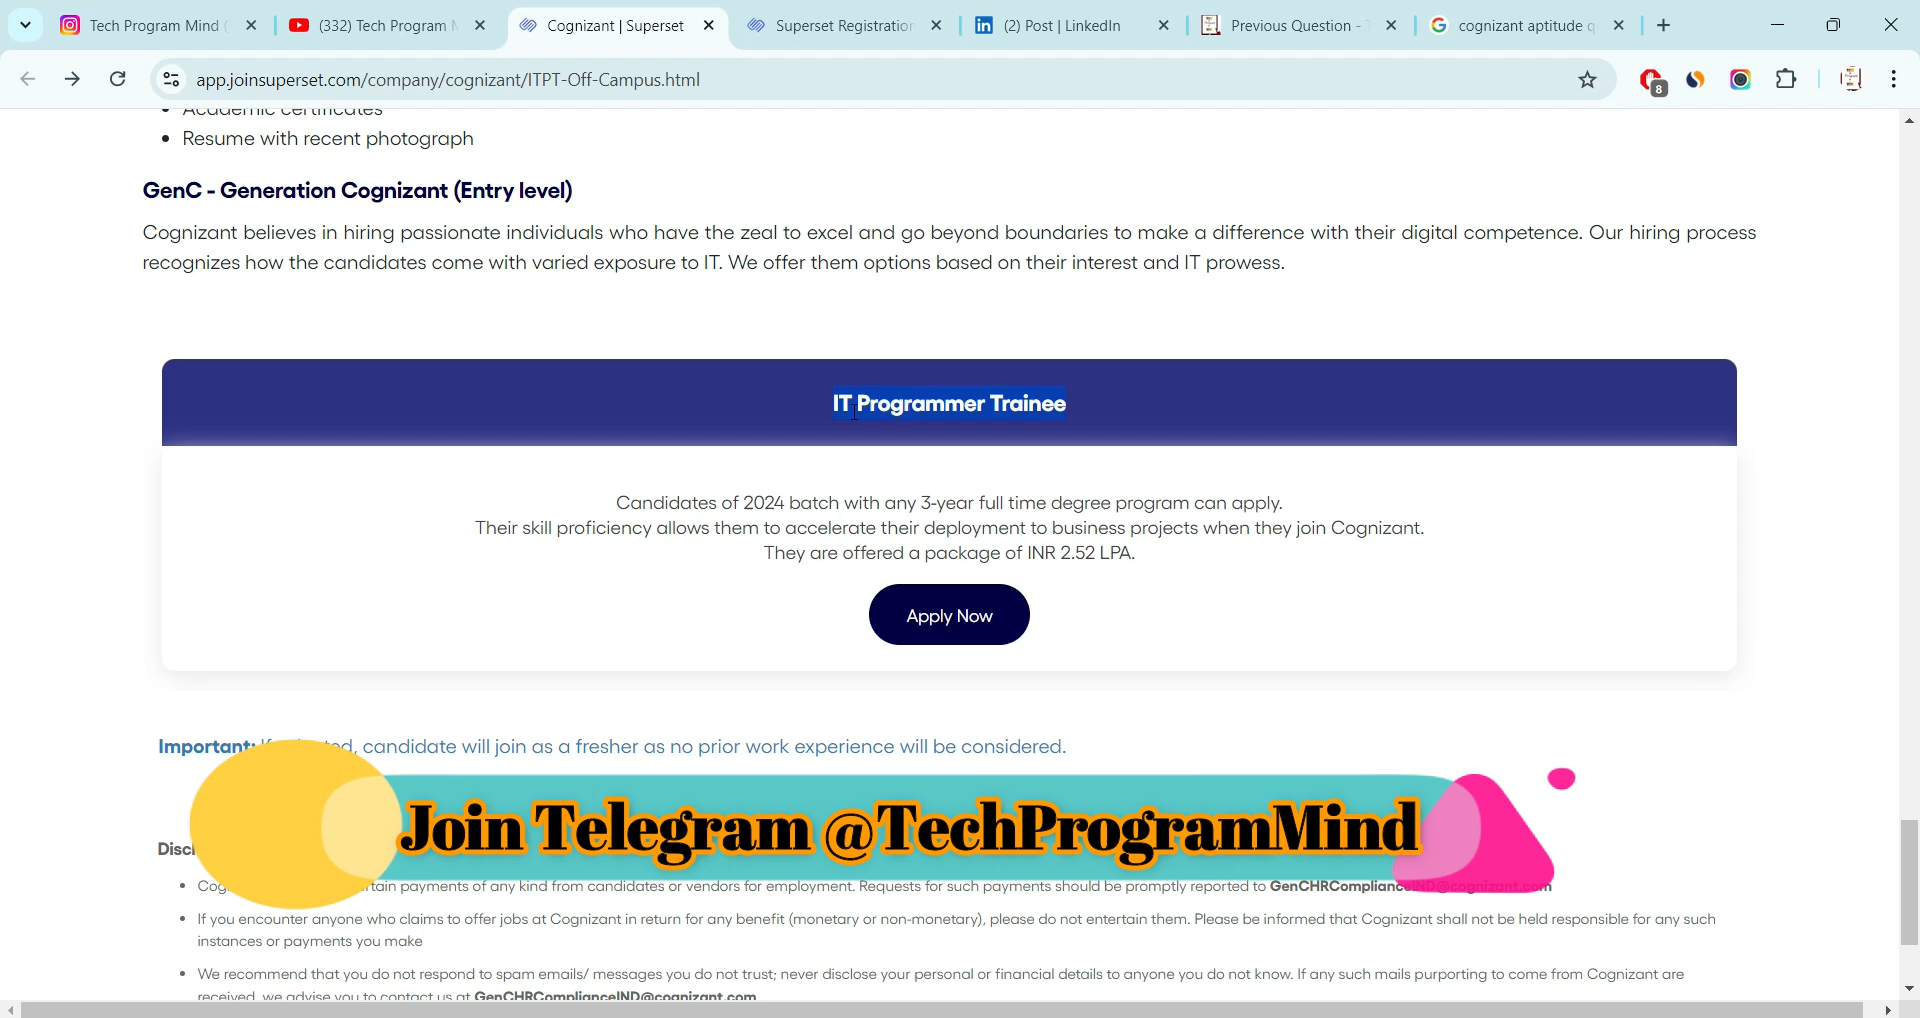 Tech Program Mind (
(332) Tech Program M
Cognizant | Superset
Superset Registration
(2) Post | LinkedIn
Previous Question -
cognizant aptitude q
app.joinsuperset.com/company/cognizant/ITPT-Off-Campus.html
8
Academic certificates
Resume with recent photograph
GenC - Generation Cognizant (Entry level)
Cognizant believes in hiring passionate individuals who have the zeal to excel and go beyond boundaries to make a difference with their digital competence. Our hiring process
recognizes how the candidates come with varied exposure to IT. We offer them options based on their interest and IT prowess.
IT Programmer Trainee
Candidates of 2024 batch with any 3-year full time degree program can apply.
Their skill proficiency allows them to accelerate their deployment to business projects when they join Cognizant.
They are offered a package of INR 2.52 LPA.
Apply Now
Important: candidate will join as a fresher as no prior work experience will be considered.
Join Telegram @TechProgramMind
payments of any kind from candidates or vendors for employment. Requests for such payments should be promptly reported to GenCHRComplianceIND@cognizant.com
If you encounter anyone who claims to offer jobs at Cognizant in return for any benefit (monetary or non-monetary), please do not entertain them. Please be informed that Cognizant shall not be held responsible for any such
instances or payments you make
We recommend that you do not respond to spam emails/ messages you do not trust; never disclose your personal or financial details to anyone you do not know. If any such mails purporting to come from Cognizant are
received, we advise you to contact us at GenCHRComplianceIND@cognizant.com